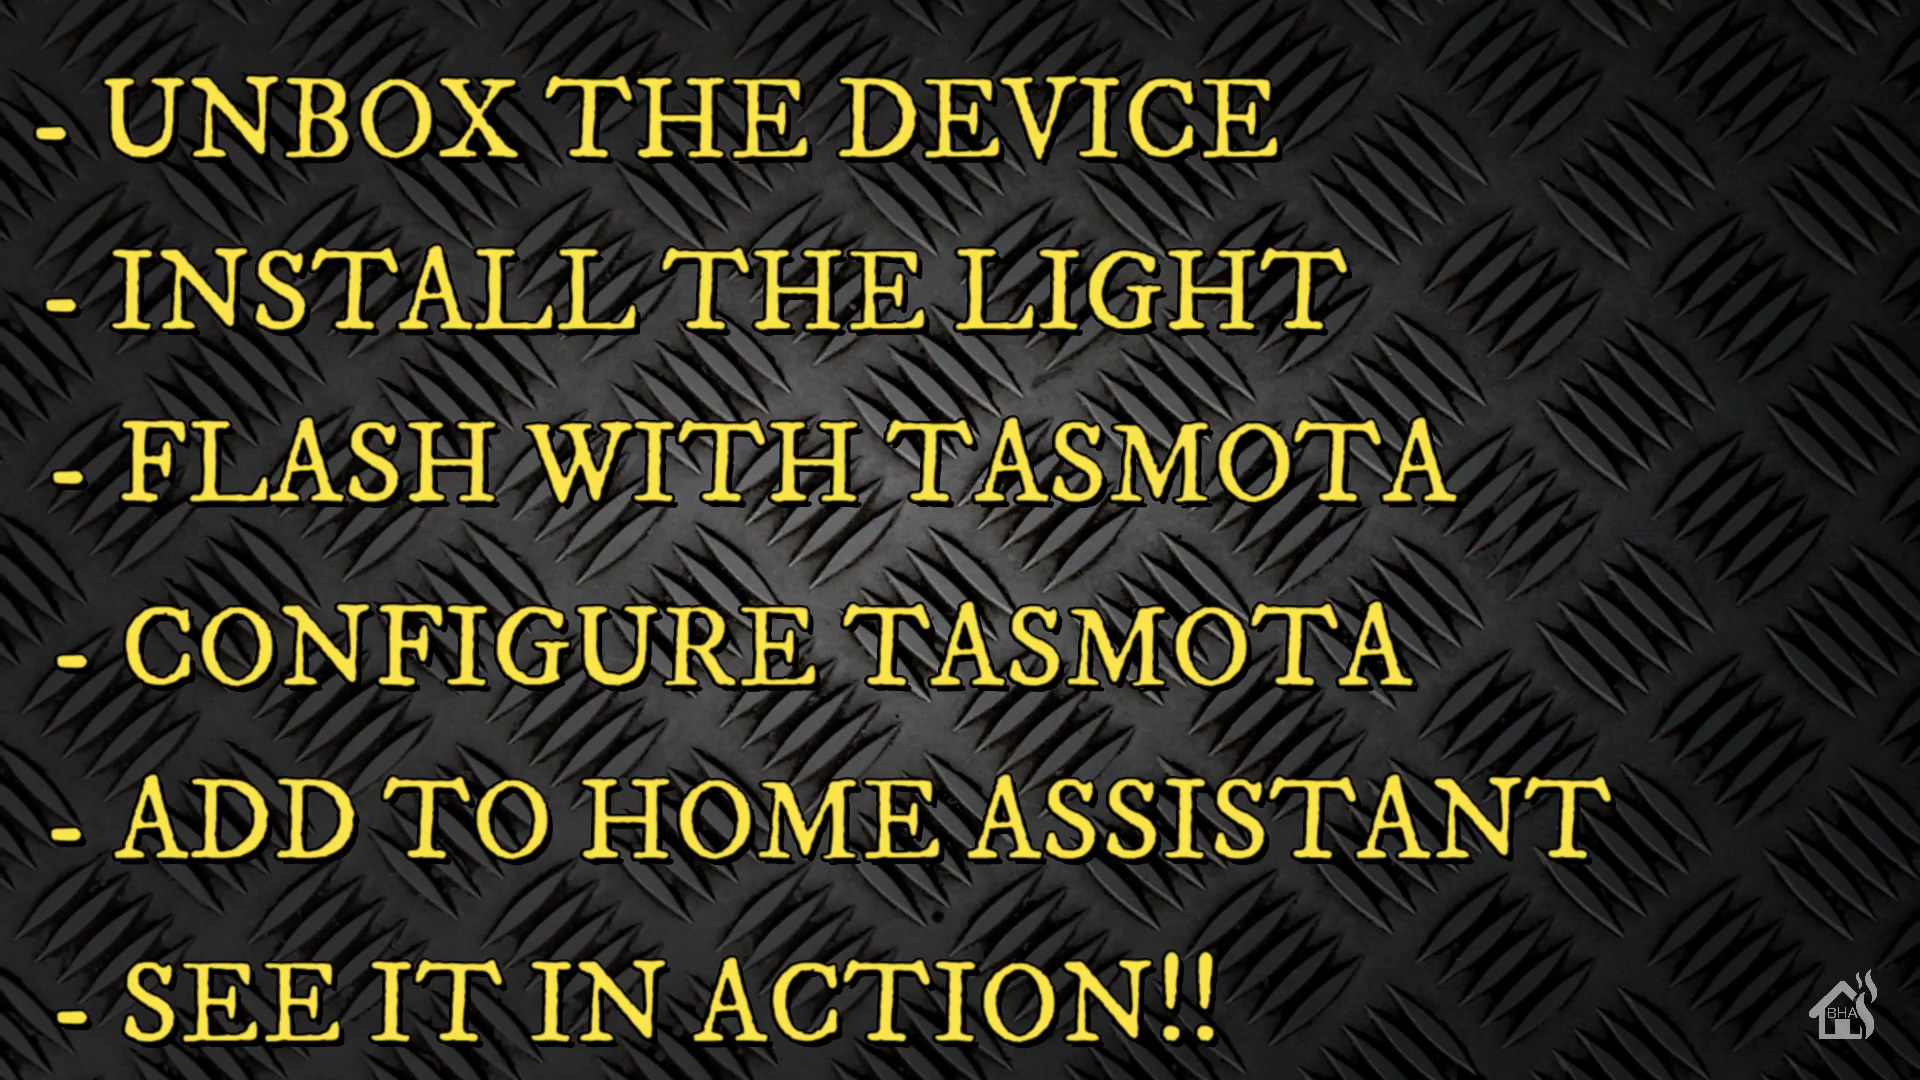 - UNBOX THE DEVICE
- INSTALL THE LIGHT
- FLASH WITH TASMOTA
- CONFIGURE TASMOTA
- ADD TO HOME ASSISTANT
- SEE IT IN ACTION!!
BHA